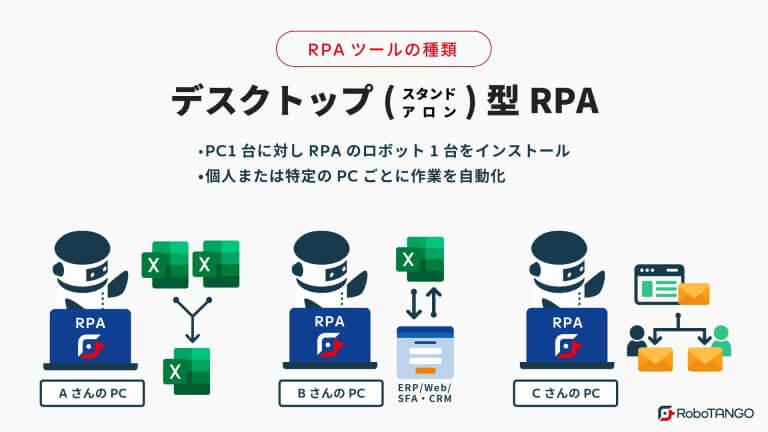 RPA ツールの種類
デスクトップ (スタンドアロン) 型 RPA
•PC1 台に対し RPA のロボット 1 台をインストール
•個人または特定の PC ごとに作業を自動化
X X X
RPA
X
A さんの PC
X
RPA
ERP/Web/
SFA・CRM
B さんの PC
RPA
C さんの PC
RoboTANGO